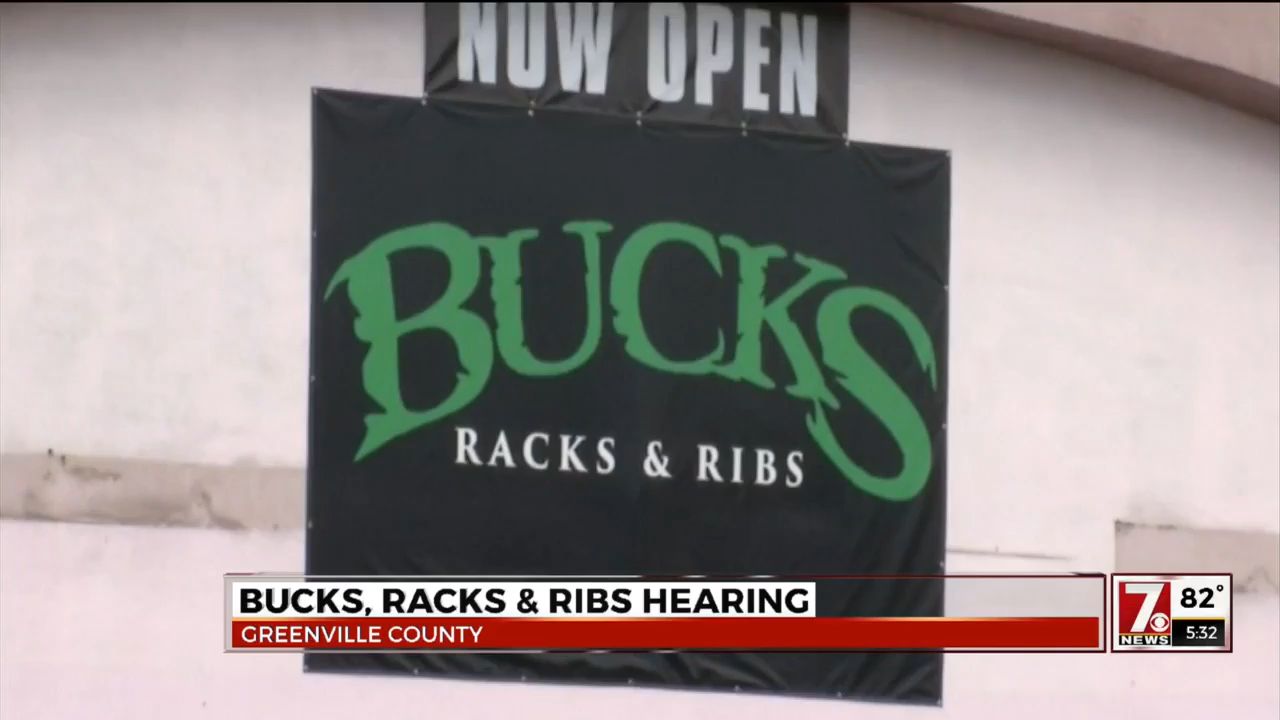 NOW OPEN
BUCKS
RACKS & RIBS
BUCKS, RACKS & RIBS HEARING
GREENVILLE COUNTY
7
NEWS
82°
5:32